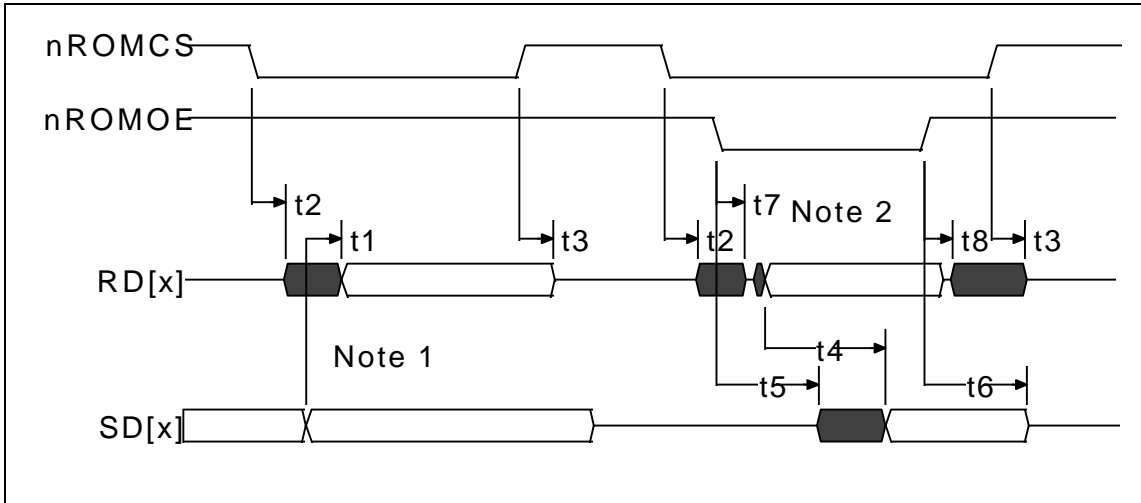 nROMCS
nROMOE
t2
t7
Note 2
t1
t3
t2
t8
t3
RD[x]
Note 1
t4
t5
t6
SD[x]